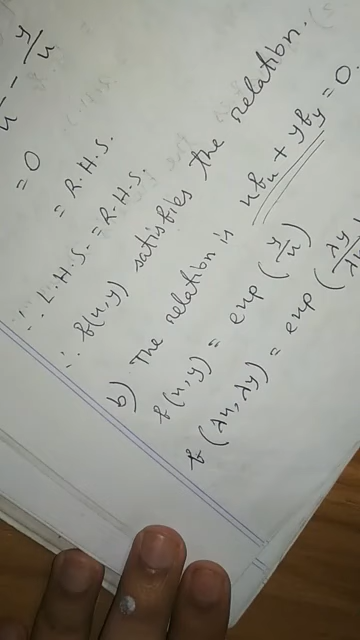 x - y/x
= 0
= R.H.S.
∴ L.H.S. = R.H.S.
∴ f(x,y) satisfies the relation.
b) The relation is xfx + yfy = 0.
f(x,y) = exp(y/x)
f(λx, λy) = exp(λy/λx